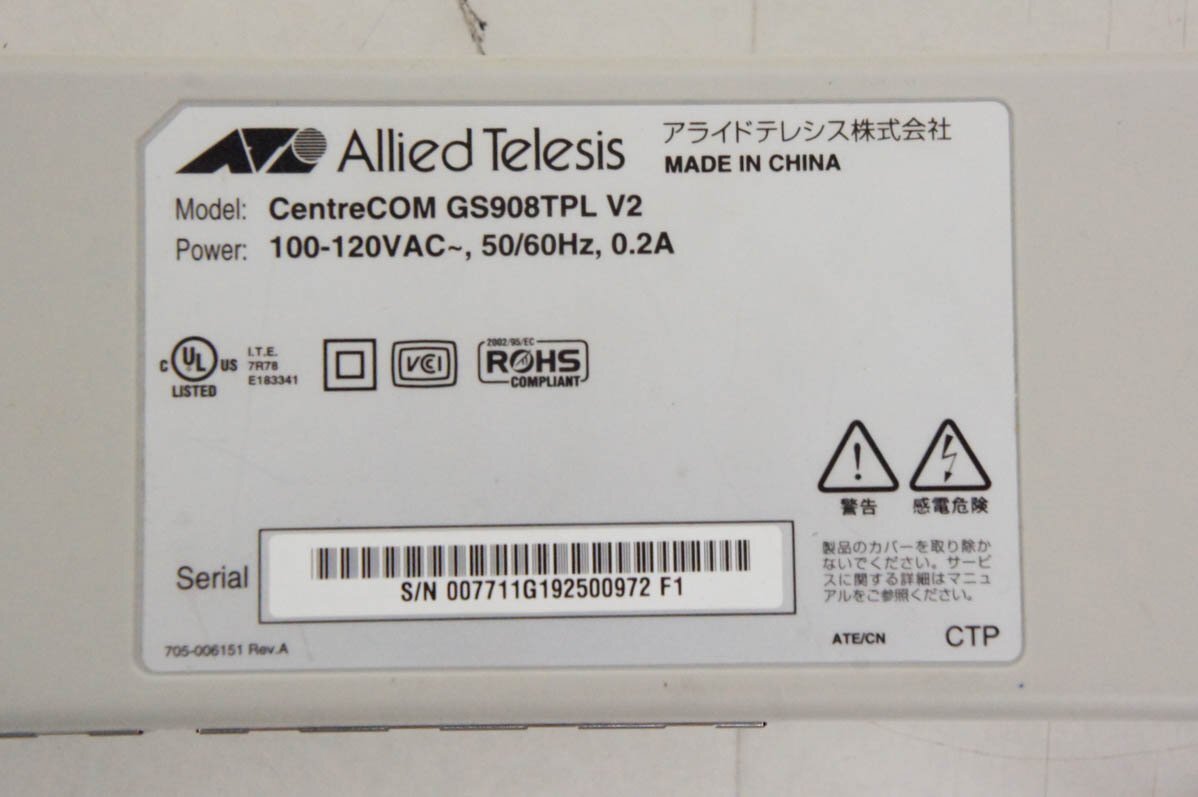 Allied Telesis
アライドテレシス株式会社
MADE IN CHINA
Model: CentreCOM GS908TPL V2
Power: 100-120VAC~, 50/60Hz, 0.2A
C UL US
LISTED
I.T.E.
7R78
E183341
VCI
2002/95/EC
ROHS
COMPLIANT
警告
感電危険
製品のカバーを取り除か
ないでください。サービ
スに関する詳細はマニュ
アルをご参照ください。
Serial
S/N 007711G192500972 F1
705-006151 Rev.A
ATE/CN
CTP